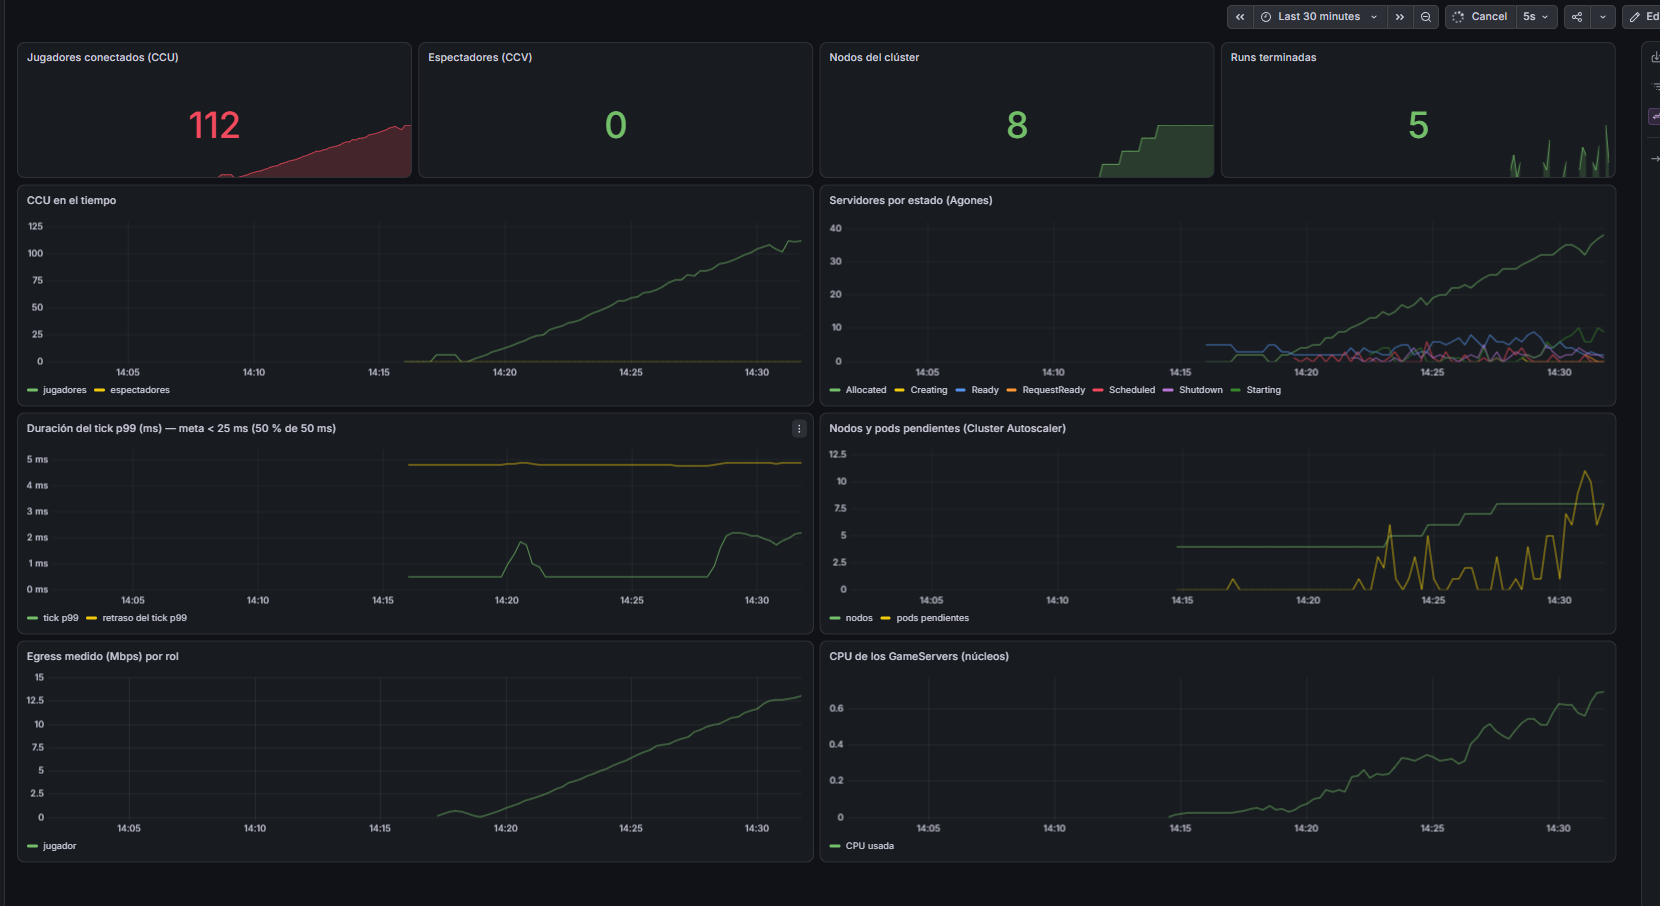 Last 30 minutes
Cancel
5s
Jugadores conectados (CCU)
112
Espectadores (CCV)
0
Nodos del clúster
8
Runs terminadas
5
CCU en el tiempo
125
100
75
50
25
0
14:05 14:10 14:15 14:20 14:25 14:30
jugadores espectadores
Servidores por estado (Agones)
40
30
20
10
0
14:05 14:10 14:15 14:20 14:25 14:30
Allocated Creating Ready RequestReady Scheduled Shutdown Starting
Duración del tick p99 (ms) — meta < 25 ms (50 % de 50 ms)
5 ms
4 ms
3 ms
2 ms
1 ms
0 ms
14:05 14:10 14:15 14:20 14:25 14:30
tick p99 retraso del tick p99
Nodos y pods pendientes (Cluster Autoscaler)
12.5
10
7.5
5
2.5
0
14:05 14:10 14:15 14:20 14:25 14:30
nodos pods pendientes
Egress medido (Mbps) por rol
15
12.5
10
7.5
5
2.5
0
14:05 14:10 14:15 14:20 14:25 14:30
jugador
CPU de los GameServers (núcleos)
0.6
0.4
0.2
0
14:05 14:10 14:15 14:20 14:25 14:30
CPU usada